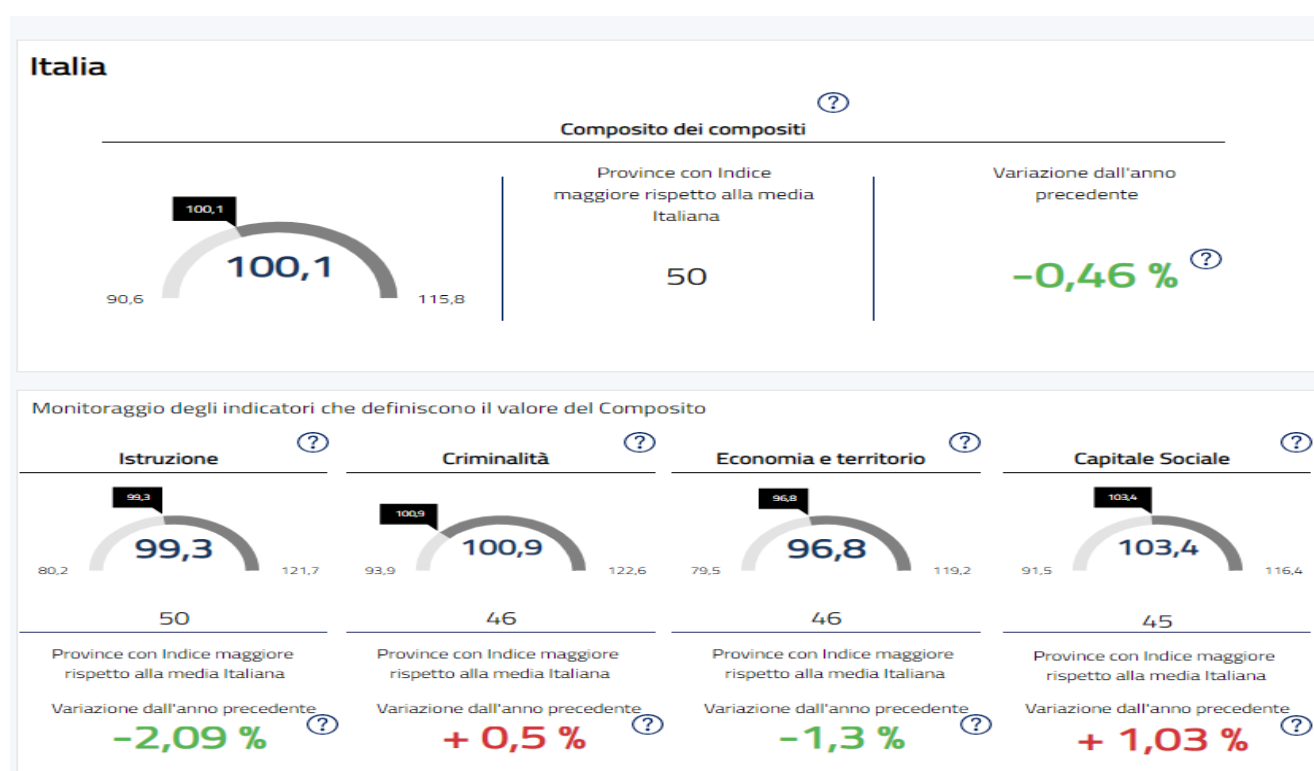 Italia
?
Composito dei compositi
Province con Indice
maggiore rispetto alla media
Italiana
Variazione dall'anno
precedente
100,1
100,1
90,6
115,8
50
-0,46 %
?
Monitoraggio degli indicatori che definiscono il valore del Composito
Istruzione
?
Criminalità
?
Economia e territorio
?
Capitale Sociale
?
99,3
99,3
80,2
121,7
100,9
100,9
93,9
122,6
96,8
96,8
79,5
119,2
103,4
103,4
91,5
116,4
50
46
46
45
Province con Indice maggiore
rispetto alla media Italiana
Province con Indice maggiore
rispetto alla media Italiana
Province con Indice maggiore
rispetto alla media Italiana
Province con Indice maggiore
rispetto alla media Italiana
Variazione dall'anno precedente
-2,09 %
?
Variazione dall'anno precedente
+ 0,5 %
?
Variazione dall'anno precedente
-1,3 %
?
Variazione dall'anno precedente
+ 1,03 %
?